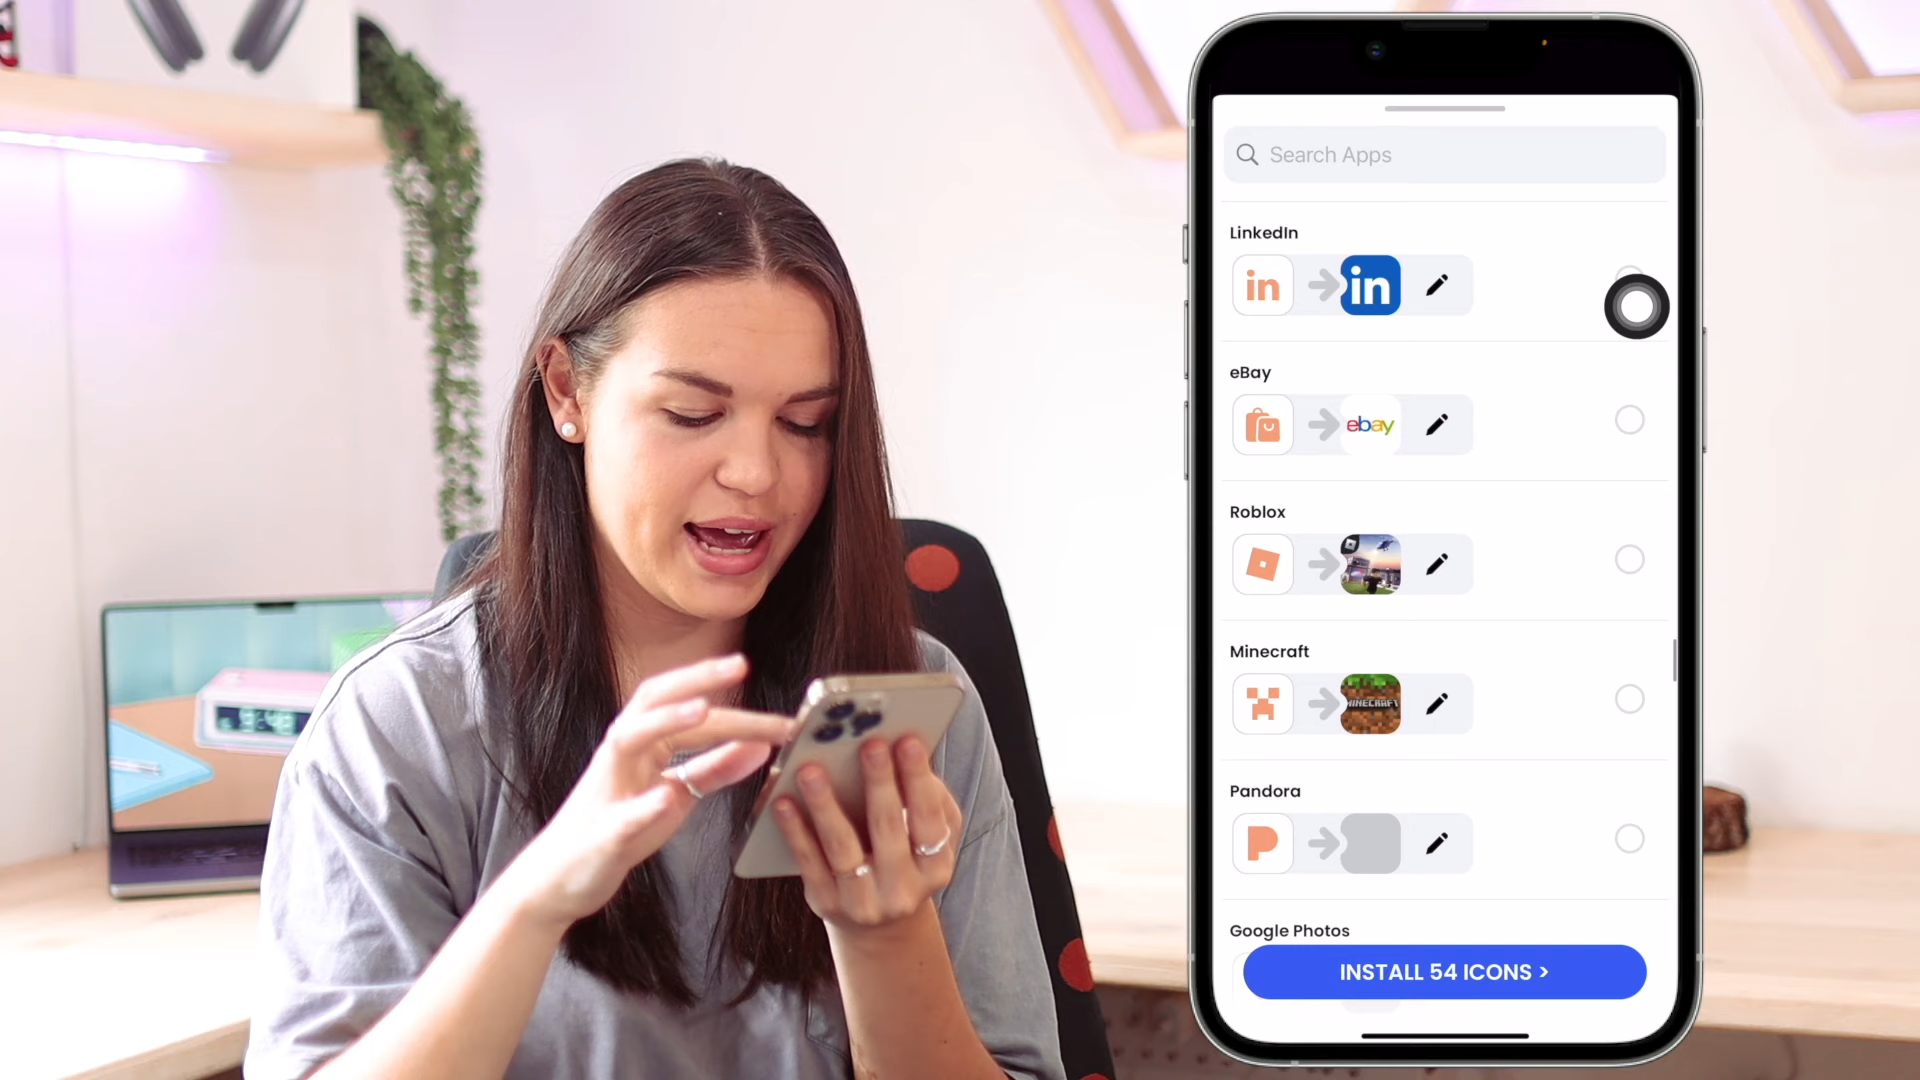 Search Apps
LinkedIn
in
in
eBay
ebay
Roblox
Minecraft
MINECRAFT
Pandora
Google Photos
INSTALL 54 ICONS >